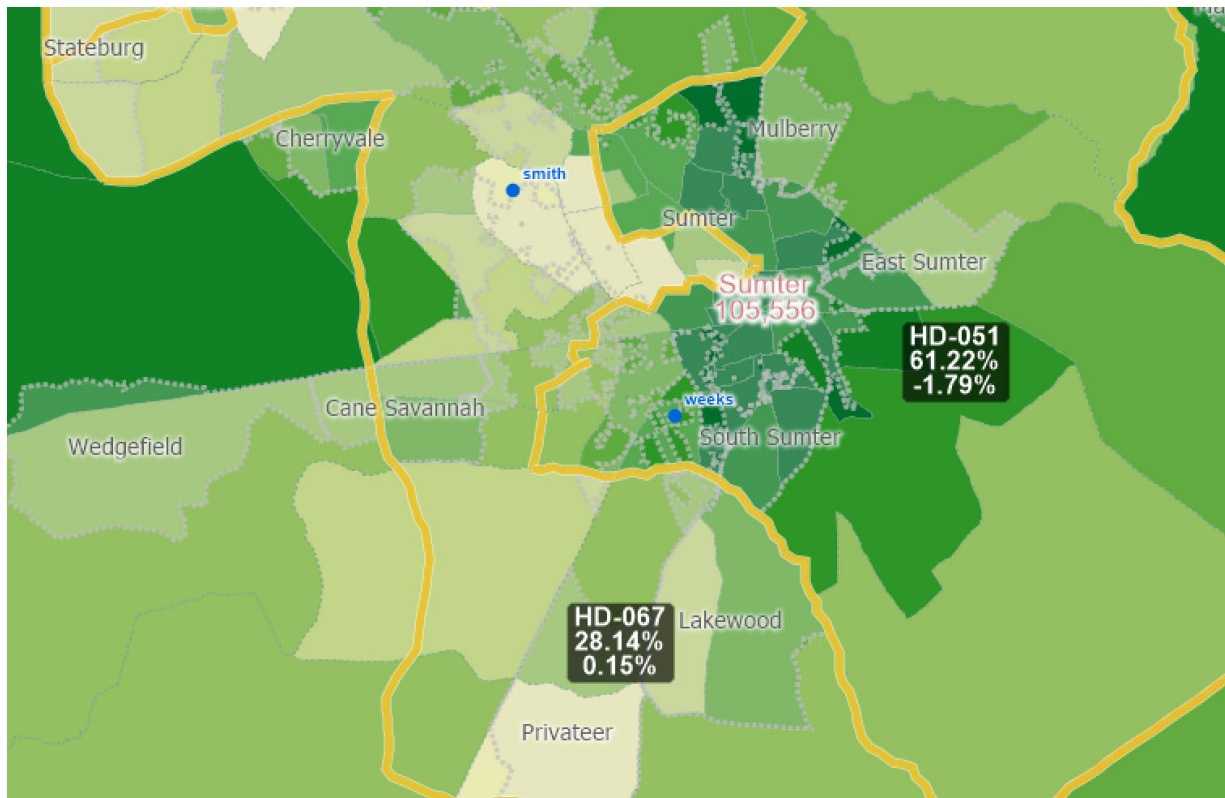 Stateburg
Cherryvale
smith
Mulberry
Sumter
East Sumter
Sumter
105,556
HD-051
61.22%
-1.79%
weeks
Cane Savannah
South Sumter
Wedgefield
HD-067
28.14%
0.15%
Lakewood
Privateer